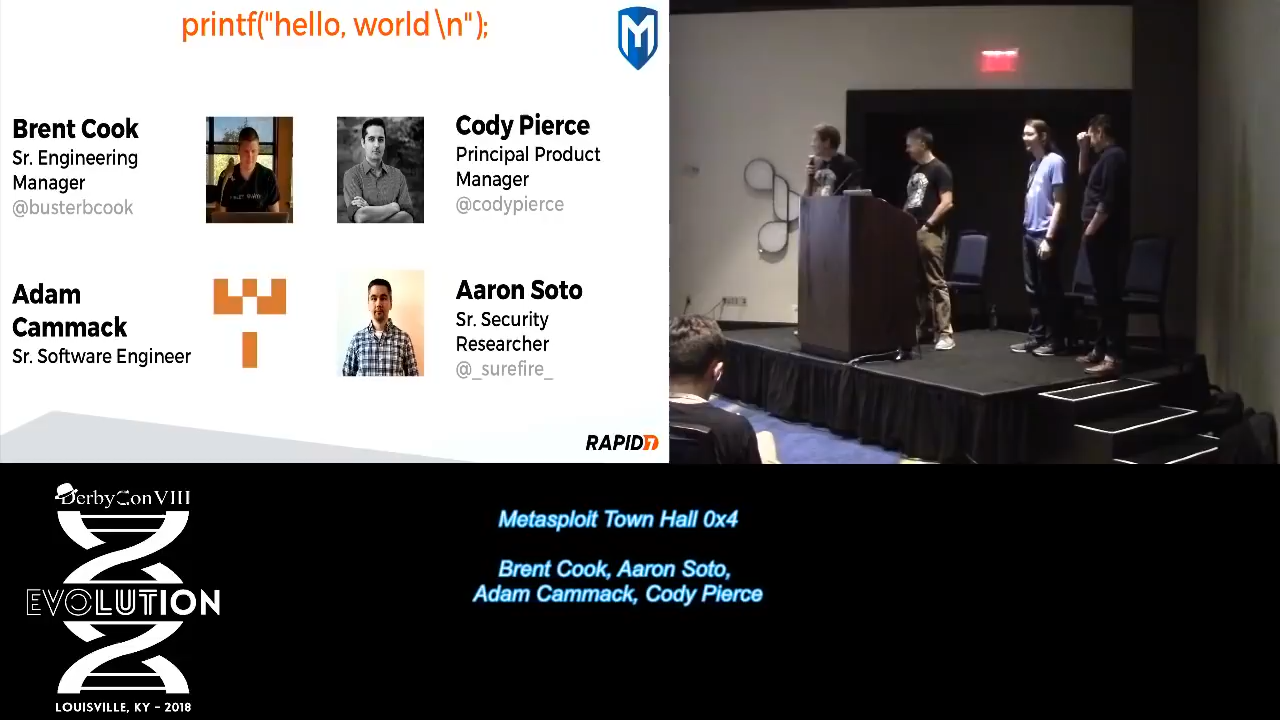 printf("hello, world \n");
Brent Cook
Sr. Engineering
Manager
@busterbcook
Cody Pierce
Principal Product
Manager
@codypierce
Adam
Cammack
Sr. Software Engineer
Aaron Soto
Sr. Security
Researcher
@_surefire_
RAPID7
DerbyCon VIII
EVOLUTION
LOUISVILLE, KY - 2018
Metasploit Town Hall 0x4
Brent Cook, Aaron Soto,
Adam Cammack, Cody Pierce